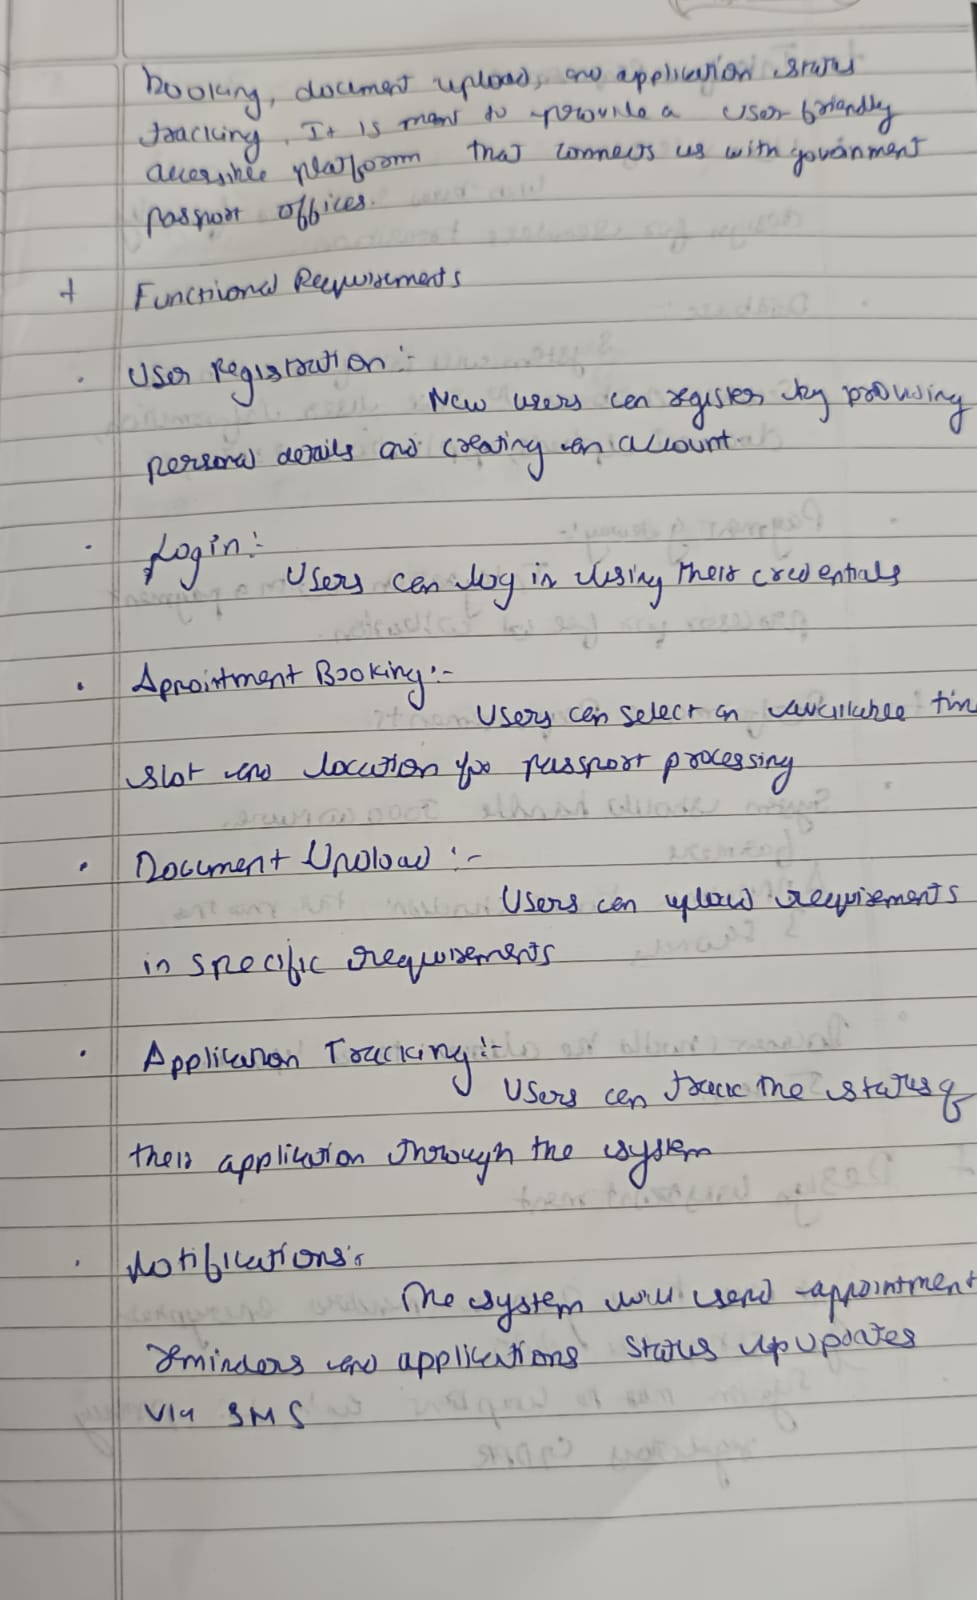 booking, document upload, and application status
tracking. It is meant to provide a user friendly
accessible platform that connects us with government
passport offices.
+ Functional Requirements
. User Registration :-
New users can register by providing
personal details and creating an account.
. Login :-
Users can log in using their credentials
. Appointment Booking :-
Users can select an available tim
slot and location for passport processing
. Document Upload :-
Users can upload requirements
in specific requirements
. Application Tracking :-
Users can track the status of
their application through the system
. Notifications :
The system will send appointment
reminders and applications status up updates
via SMS